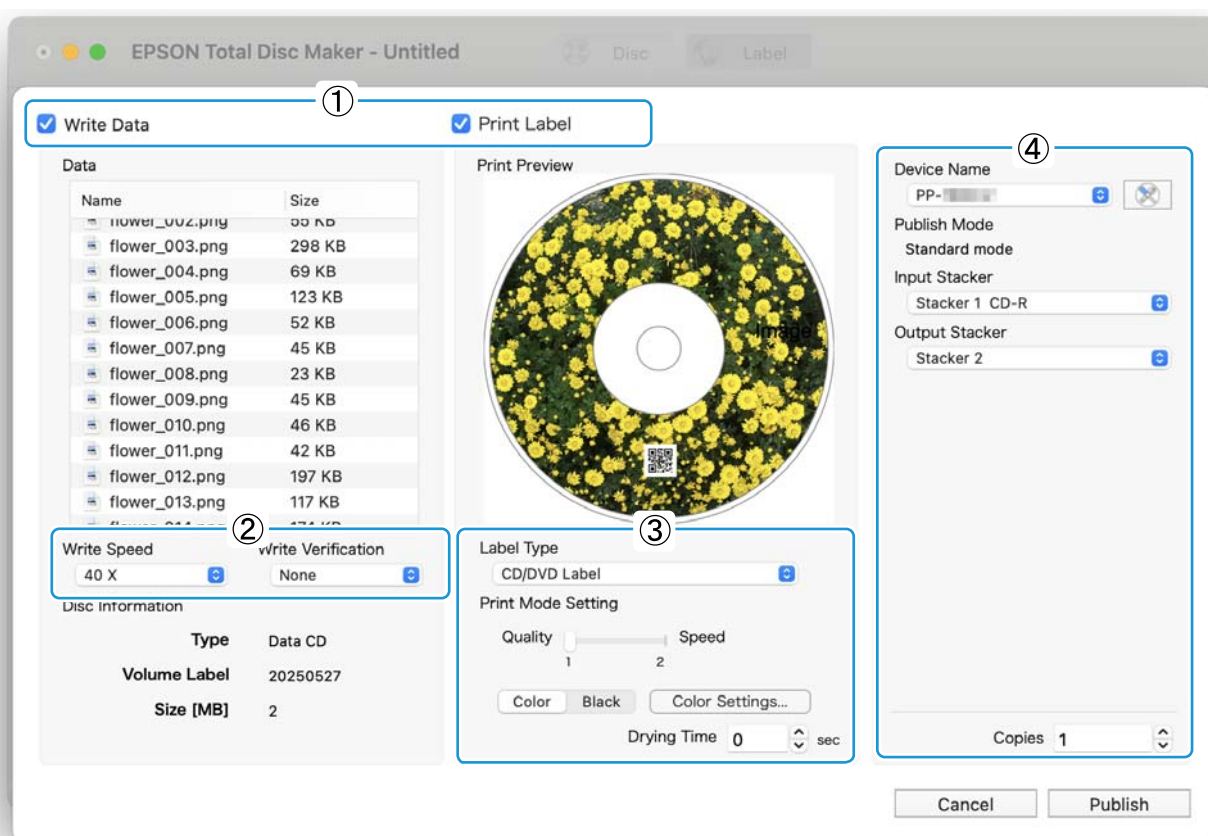 EPSON Total Disc Maker - Untitled
Disc
Label
①
Write Data
Print Label
Data
Name Size
flower_002.png 55 KB
flower_003.png 298 KB
flower_004.png 69 KB
flower_005.png 123 KB
flower_006.png 52 KB
flower_007.png 45 KB
flower_008.png 23 KB
flower_009.png 45 KB
flower_010.png 46 KB
flower_011.png 42 KB
flower_012.png 197 KB
flower_013.png 117 KB
②
Write Speed Write Verification
40 X None
Disc Information
Type Data CD
Volume Label 20250527
Size [MB] 2
Print Preview
Image1
③
Label Type
CD/DVD Label
Print Mode Setting
Quality Speed
1 2
Color Black Color Settings...
Drying Time 0 sec
④
Device Name
PP-
Publish Mode
Standard mode
Input Stacker
Stacker 1 CD-R
Output Stacker
Stacker 2
Copies 1
Cancel Publish